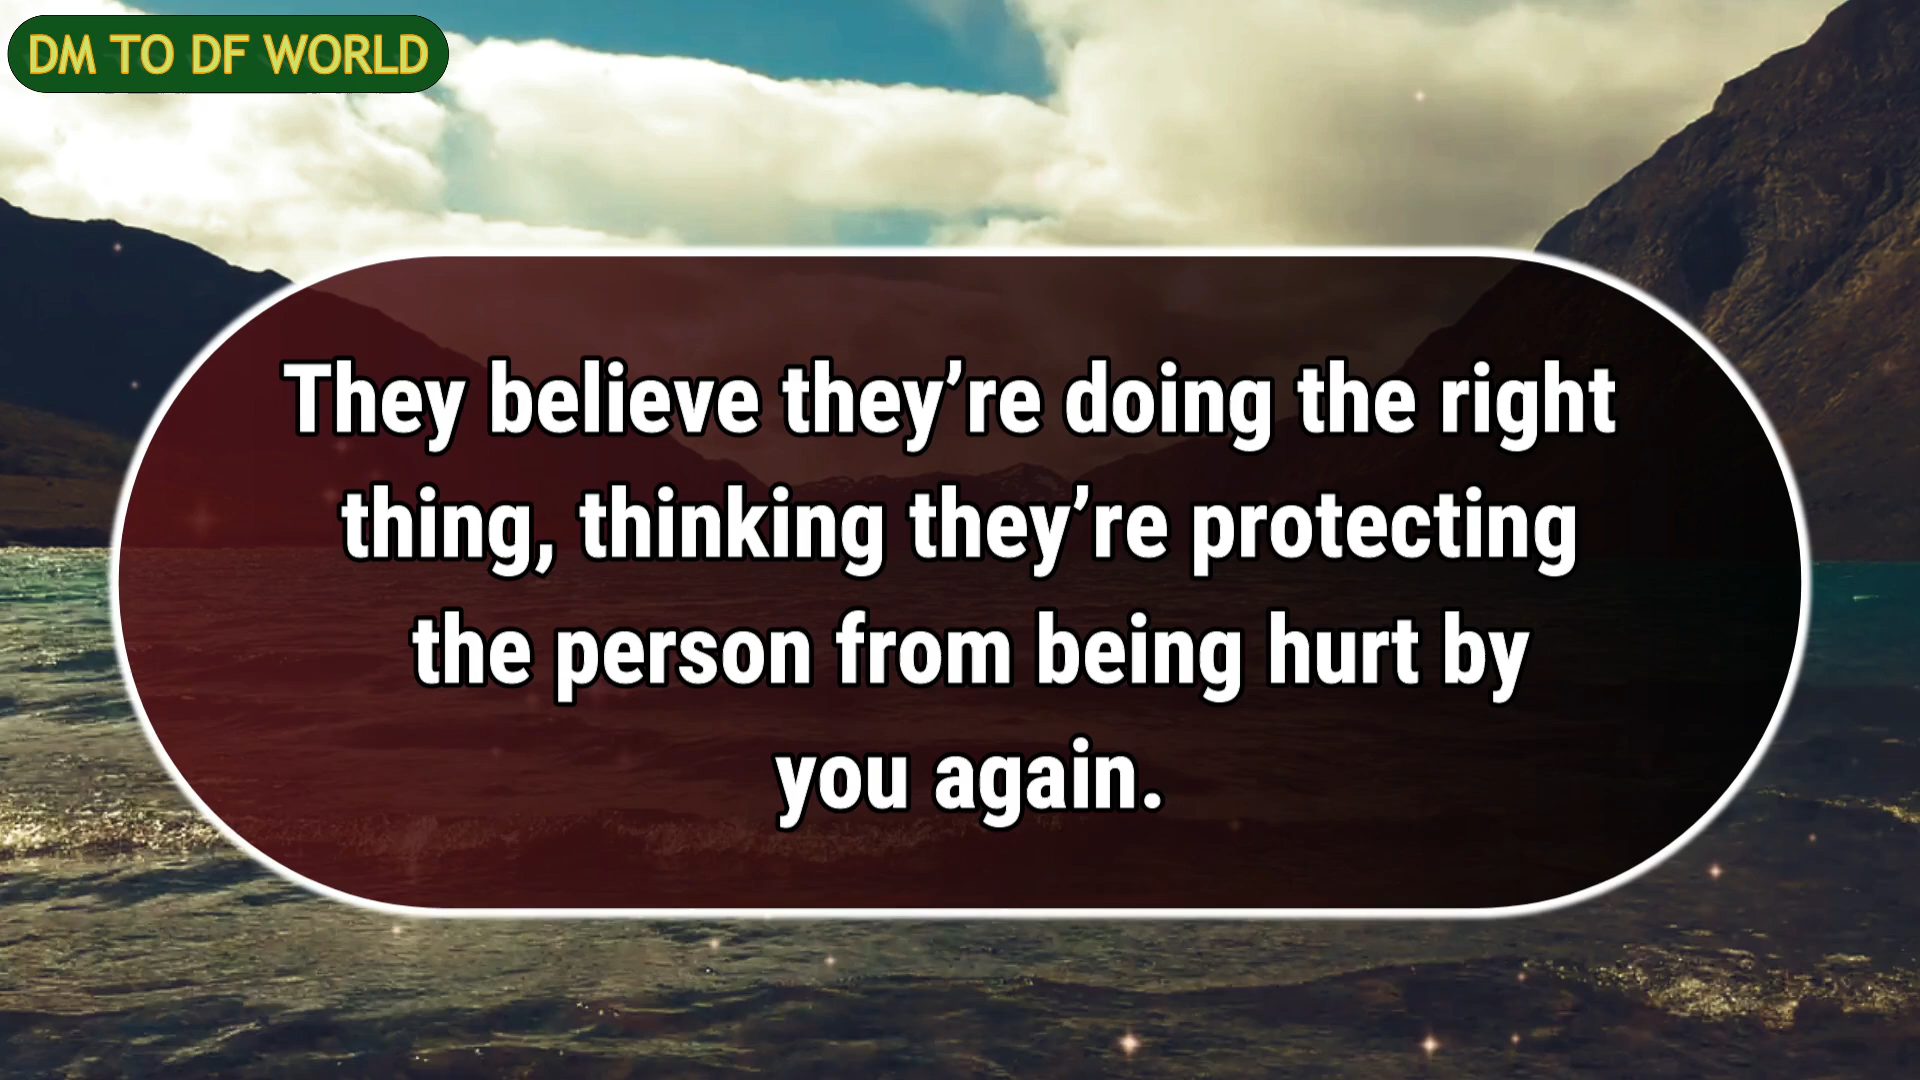 DM TO DF WORLD
They believe they’re doing the right
thing, thinking they’re protecting
the person from being hurt by
you again.